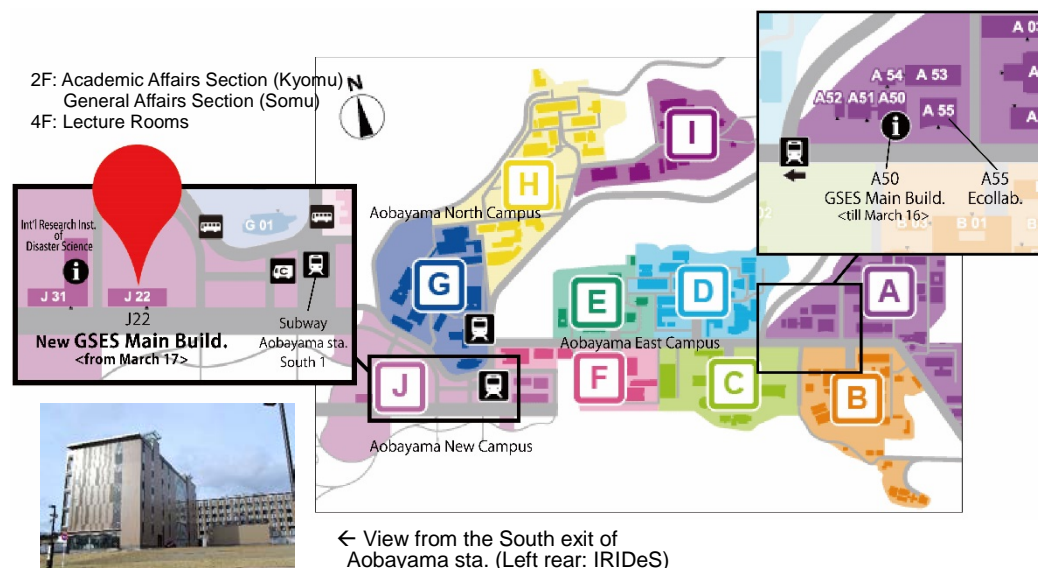 2F: Academic Affairs Section (Kyomu)
General Affairs Section (Somu)
4F: Lecture Rooms
N
Int'l Research Inst.
of
Disaster Science
G 01
J 31
J 22
J22
New GSES Main Build.
<from March 17>
Subway
Aobayama sta.
South 1
H
I
Aobayama North Campus
G
E
D
A
Aobayama East Campus
J
F
C
B
Aobayama New Campus
A 03
A 54
A 53
A52
A51
A50
A 55
A50
GSES Main Build.
<till March 16>
A55
Ecollab.
B 03
B 01
← View from the South exit of
Aobayama sta. (Left rear: IRIDeS)